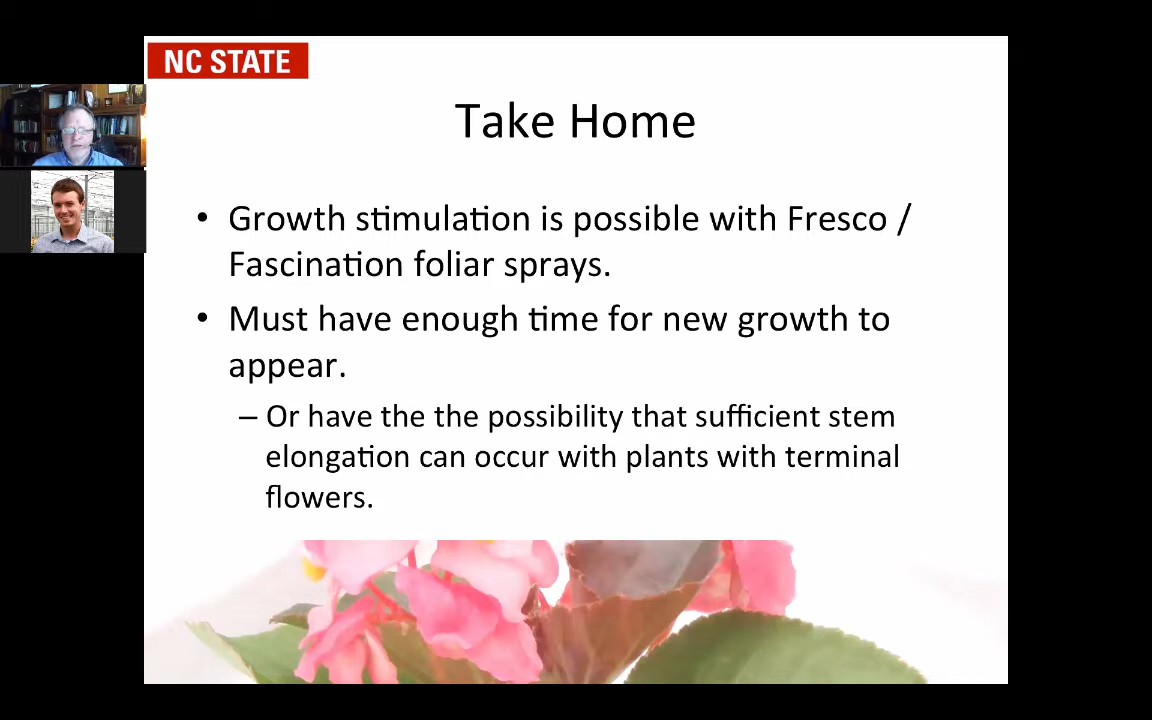 NC STATE
Take Home
• Growth stimulation is possible with Fresco /
Fascination foliar sprays.
• Must have enough time for new growth to
appear.
– Or have the the possibility that sufficient stem
elongation can occur with plants with terminal
flowers.